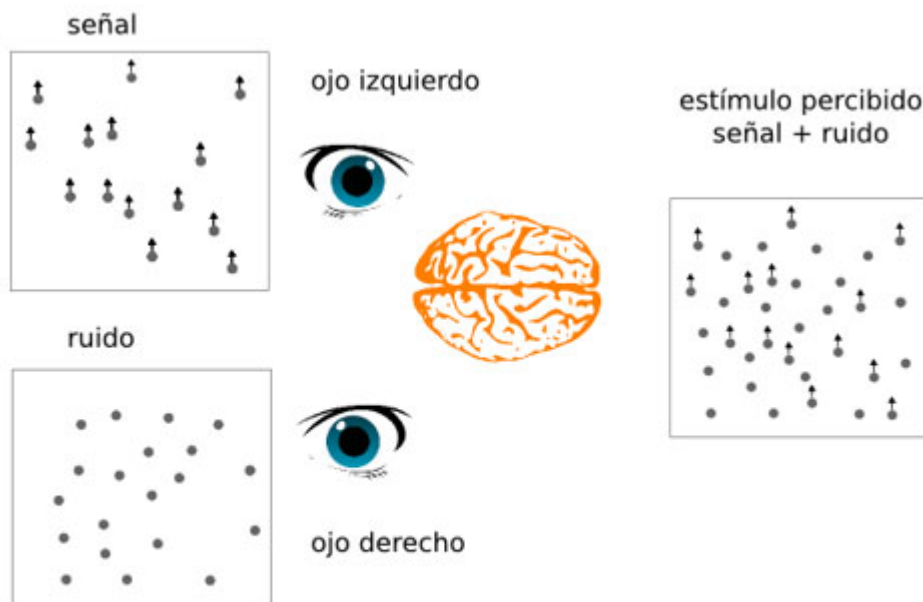 señal
ojo izquierdo
estímulo percibido
señal + ruido
ruido
ojo derecho